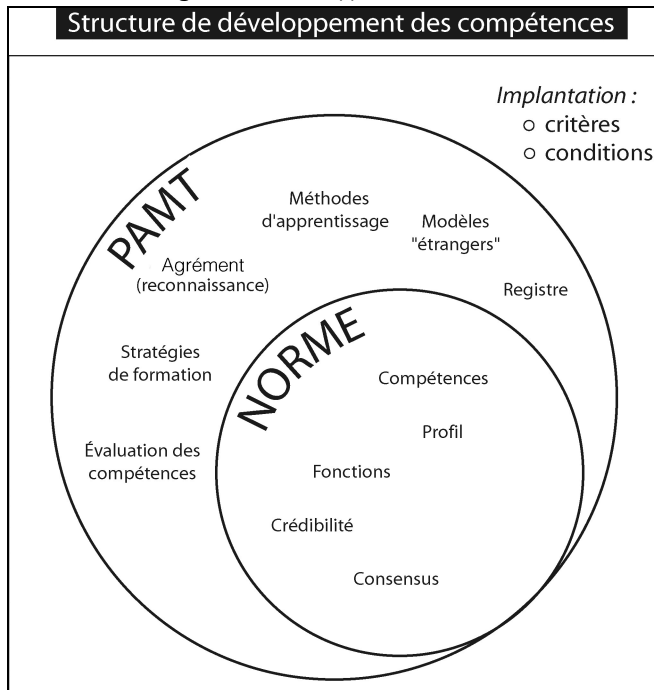 Structure de développement des compétences
Implantation :
○ critères
○ conditions
PAMT
Méthodes
d'apprentissage
Modèles
"étrangers"
Agrément
(reconnaissance)
Registre
Stratégies
de formation
Évaluation des
compétences
NORME
Compétences
Profil
Fonctions
Crédibilité
Consensus